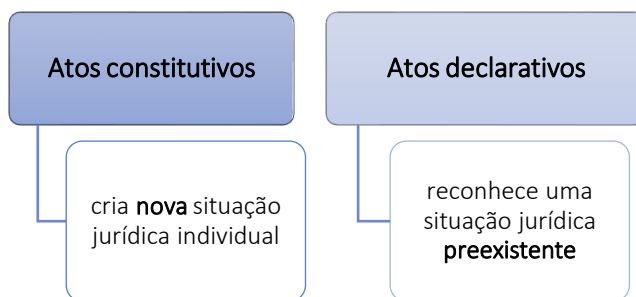 Atos constitutivos
cria nova situação
jurídica individual
Atos declarativos
reconhece uma
situação jurídica
preexistente